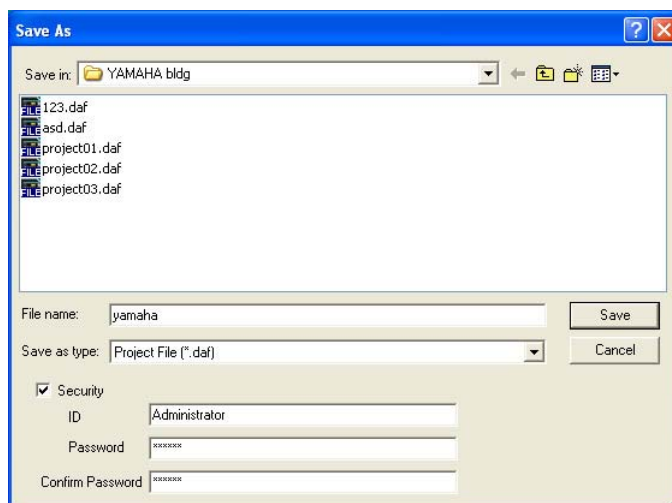 Save As
Save in: YAMAHA bldg
123.daf
asd.daf
project01.daf
project02.daf
project03.daf
File name: yamaha Save
Save as type: Project File (*.daf) Cancel
Security
ID Administrator
Password ××××××
Confirm Password ××××××